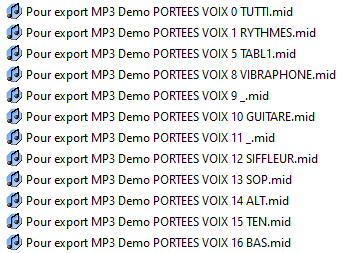 Pour export MP3 Demo PORTEES VOIX 0 TUTTI.mid
Pour export MP3 Demo PORTEES VOIX 1 RYTHMES.mid
Pour export MP3 Demo PORTEES VOIX 5 TABL1.mid
Pour export MP3 Demo PORTEES VOIX 8 VIBRAPHONE.mid
Pour export MP3 Demo PORTEES VOIX 9 _.mid
Pour export MP3 Demo PORTEES VOIX 10 GUITARE.mid
Pour export MP3 Demo PORTEES VOIX 11 _.mid
Pour export MP3 Demo PORTEES VOIX 12 SIFFLEUR.mid
Pour export MP3 Demo PORTEES VOIX 13 SOP.mid
Pour export MP3 Demo PORTEES VOIX 14 ALT.mid
Pour export MP3 Demo PORTEES VOIX 15 TEN.mid
Pour export MP3 Demo PORTEES VOIX 16 BAS.mid